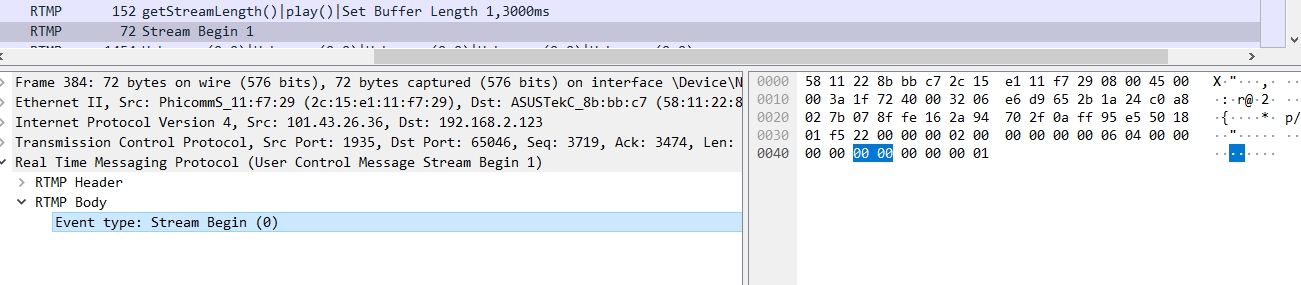 RTMP 152 getStreamLength()|play()|Set Buffer Length 1,3000ms
RTMP 72 Stream Begin 1
Frame 384: 72 bytes on wire (576 bits), 72 bytes captured (576 bits) on interface \Device\N
Ethernet II, Src: PhicommS_11:f7:29 (2c:15:e1:11:f7:29), Dst: ASUSTekC_8b:bb:c7 (58:11:22:8
Internet Protocol Version 4, Src: 101.43.26.36, Dst: 192.168.2.123
Transmission Control Protocol, Src Port: 1935, Dst Port: 65046, Seq: 3719, Ack: 3474, Len:
Real Time Messaging Protocol (User Control Message Stream Begin 1)
RTMP Header
RTMP Body
Event type: Stream Begin (0)
0000 58 11 22 8b bb c7 2c 15 e1 11 f7 29 08 00 45 00 X·"···,· ··
0010 00 3a 1f 72 40 00 32 06 e6 d9 65 2b 1a 24 c0 a8 ·:·r@·2· ··
0020 02 7b 07 8f fe 16 2a 94 70 2f 0a ff 95 e5 50 18 ·{····*· p/
0030 01 f5 22 00 00 00 02 00 00 00 00 00 06 04 00 00 ··"····· ··
0040 00 00 00 00 00 00 00 01 ········